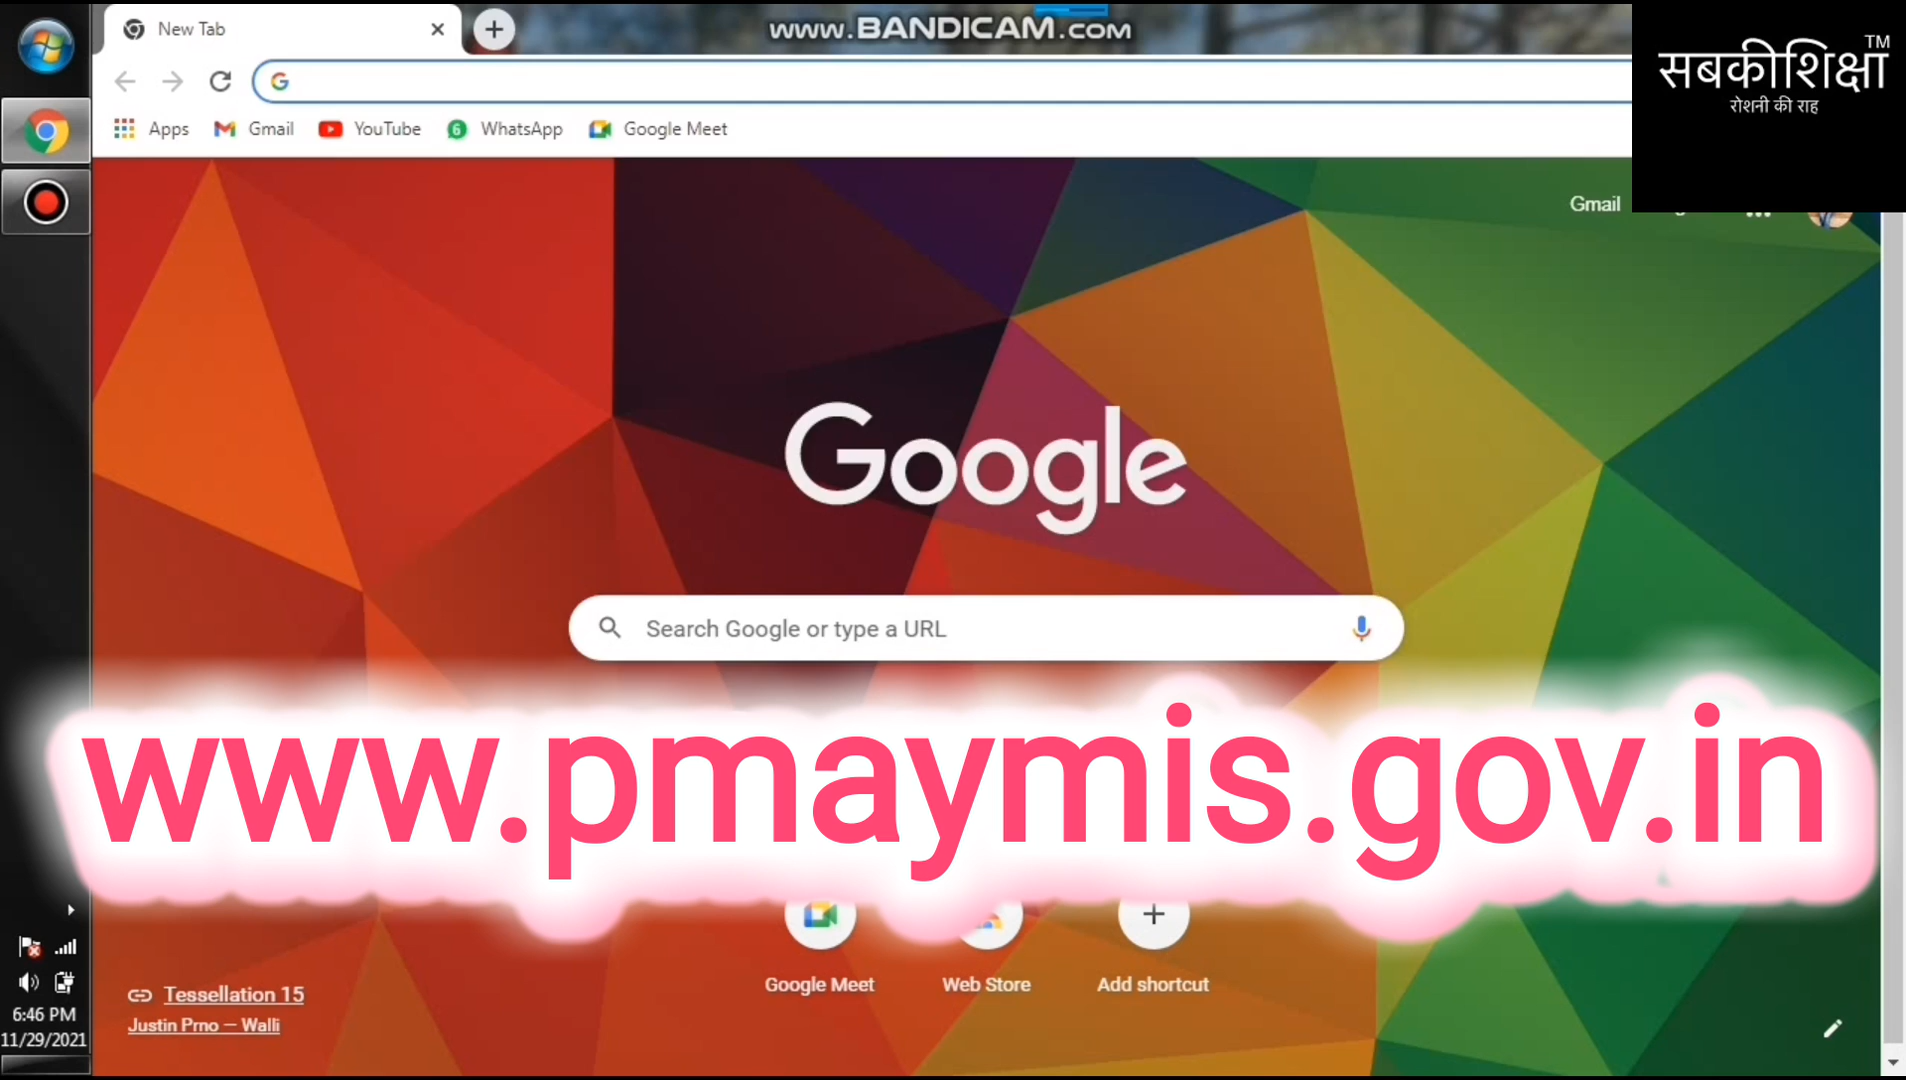 New Tab
www.BANDICAM.COM
सबकीशिक्षा TM
रोशनी की राह
Apps
Gmail
YouTube
6
WhatsApp
Google Meet
Gmail
Google
Search Google or type a URL
www.pmaymis.gov.in
Google Meet
Web Store
Add shortcut
Tessellation 15
Justin Prno — Walli
6:46 PM
11/29/2021